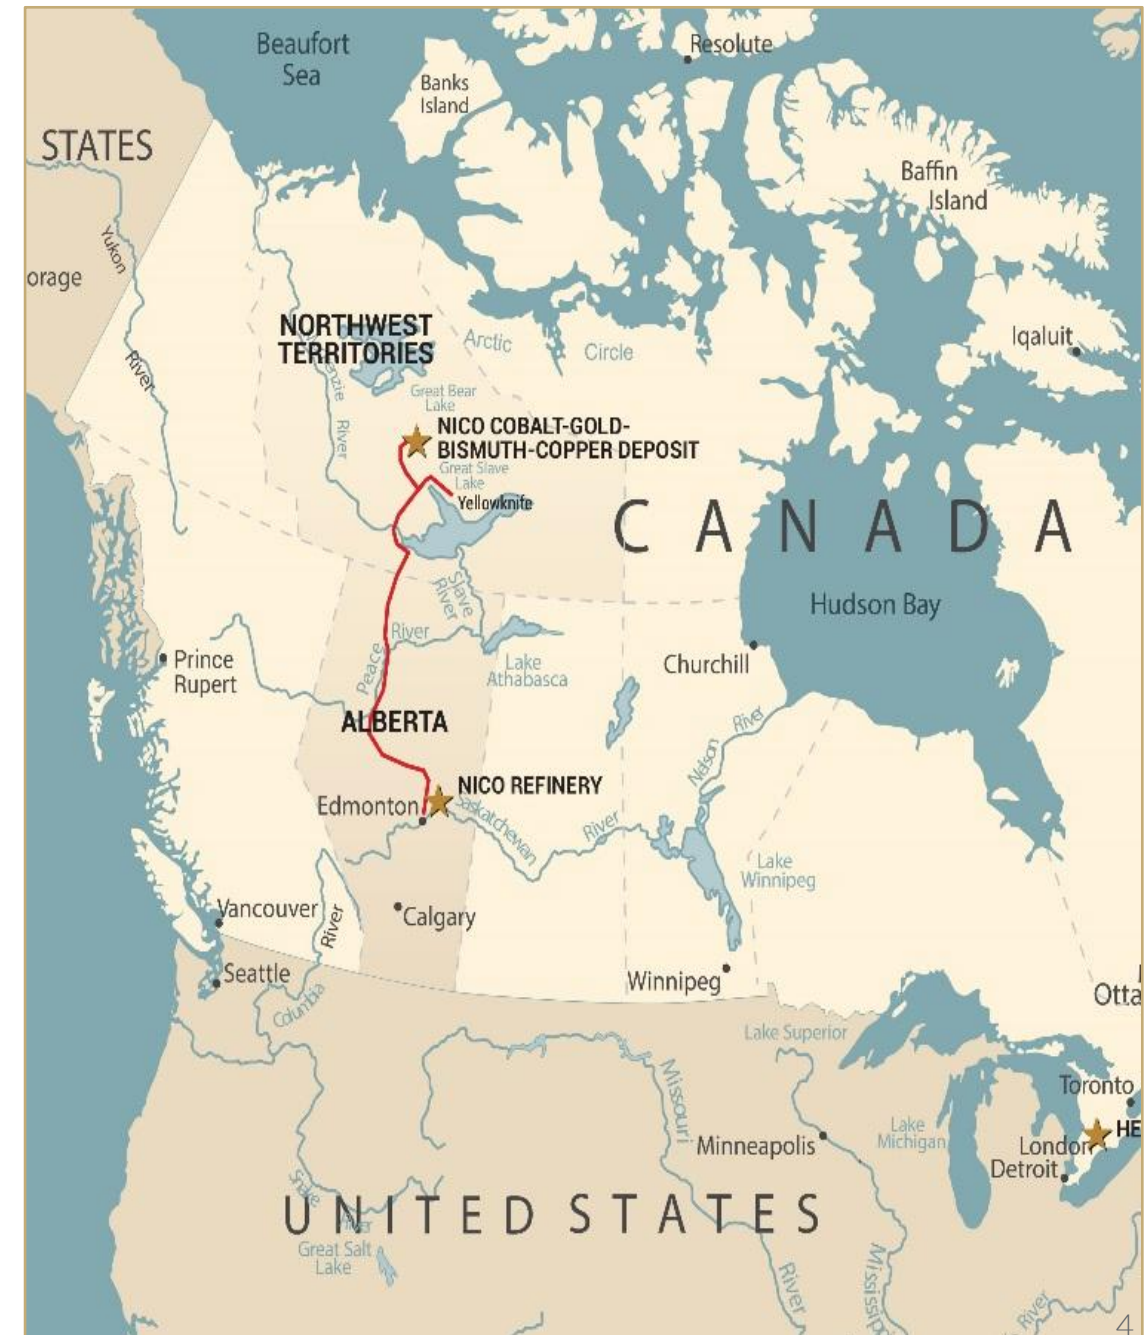 Beaufort
Sea
Resolute
Banks
Island
STATES
Baffin
Island
Yukon
orage
River
Iqaluit
NORTHWEST
TERRITORIES
Arctic Circle
enzie
River
Great Bear
Lake
NICO COBALT-GOLD-
BISMUTH-COPPER DEPOSIT
Great Slave
Lake
Yellowknife
CANADA
Slave
River
Hudson Bay
Peace
River
Prince
Rupert
Lake
Athabasca
Churchill
ALBERTA
Nelson
River
NICO REFINERY
Edmonton
Saskatchewan
River
Lake
Winnipeg
Vancouver
River
Calgary
Seattle
Columbia
Winnipeg
Otta
Lake Superior
Missouri
Toronto
Minneapolis
Lake
Michigan
London
HE
Detroit
Snake
River
UNITED STATES
Great Salt
Lake
River
Mississip
River
4